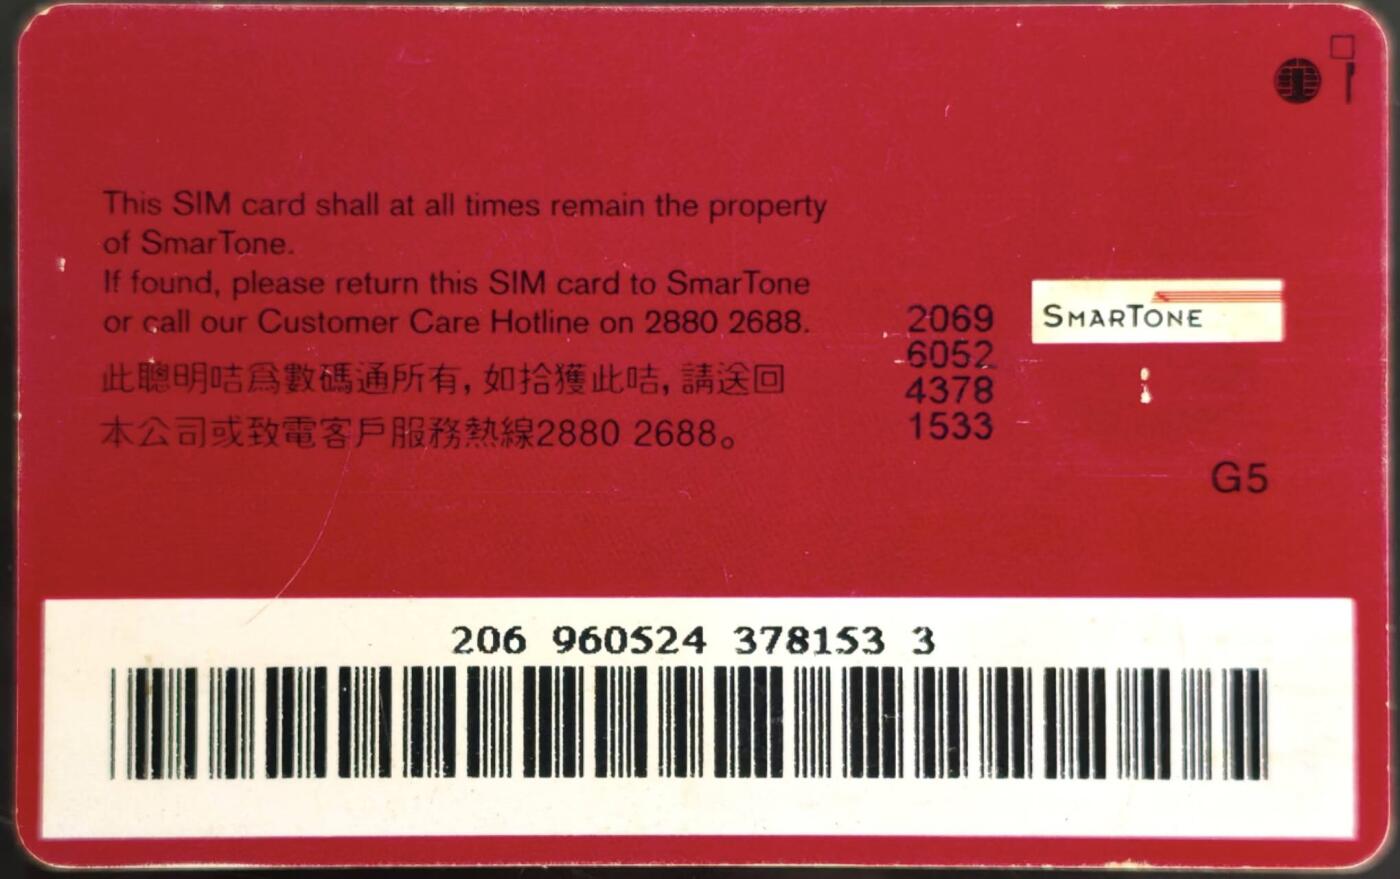 This SIM card shall at all times remain the property
of SmarTone.
If found, please return this SIM card to SmarTone
or call our Customer Care Hotline on 2880 2688.
此聰明咭爲數碼通所有，如拾獲此咭，請送回
本公司或致電客戶服務熱線2880 2688。
2069
6052
4378
1533
SMARTONE
G5
206 960524 378153 3